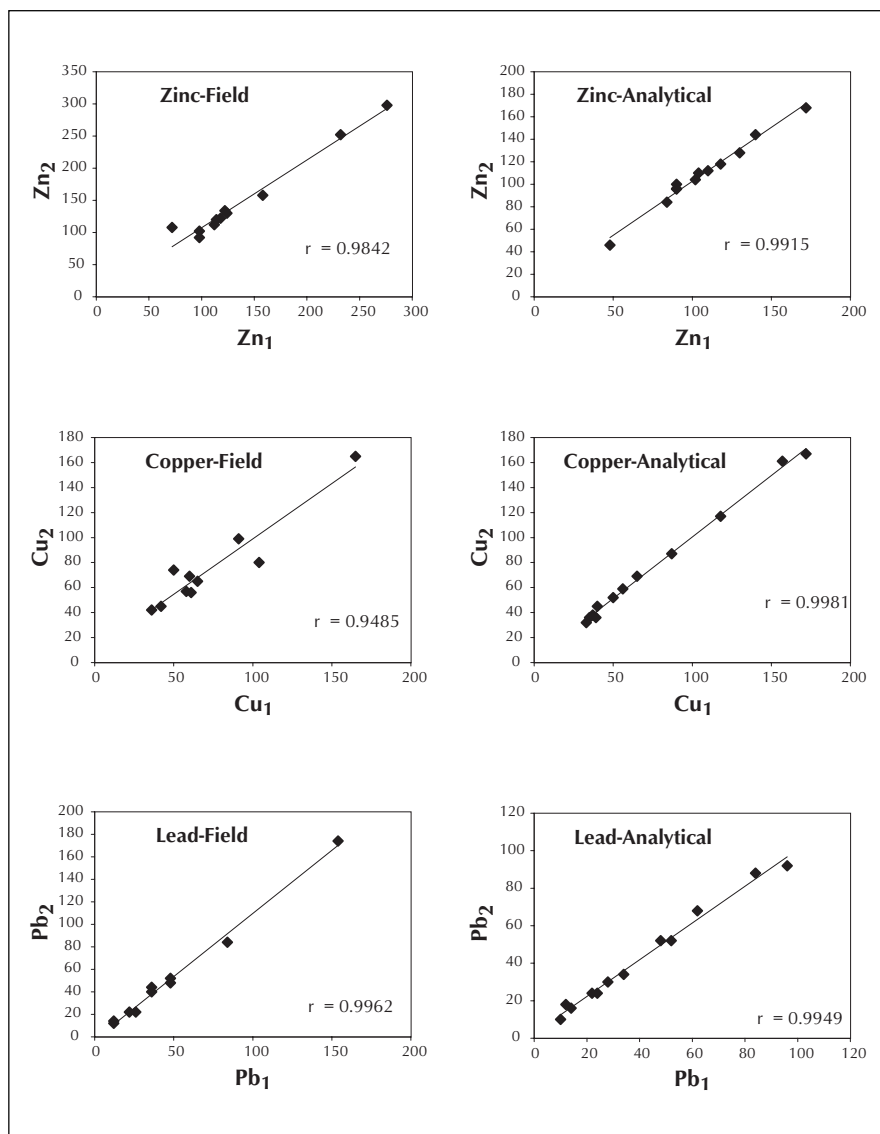 Zinc-Field
350
300
250
200
150
100
50
0
Zn2
r = 0.9842
0 50 100 150 200 250 300
Zn1
Zinc-Analytical
200
180
160
140
120
100
80
60
40
20
0
Zn2
r = 0.9915
0 50 100 150 200
Zn1
Copper-Field
180
160
140
120
100
80
60
40
20
0
Cu2
r = 0.9485
0 50 100 150 200
Cu1
Copper-Analytical
180
160
140
120
100
80
60
40
20
0
Cu2
r = 0.9981
0 50 100 150 200
Cu1
Lead-Field
200
180
160
140
120
100
80
60
40
20
0
Pb2
r = 0.9962
0 50 100 150 200
Pb1
Lead-Analytical
120
100
80
60
40
20
0
Pb2
r = 0.9949
0 20 40 60 80 100 120
Pb1